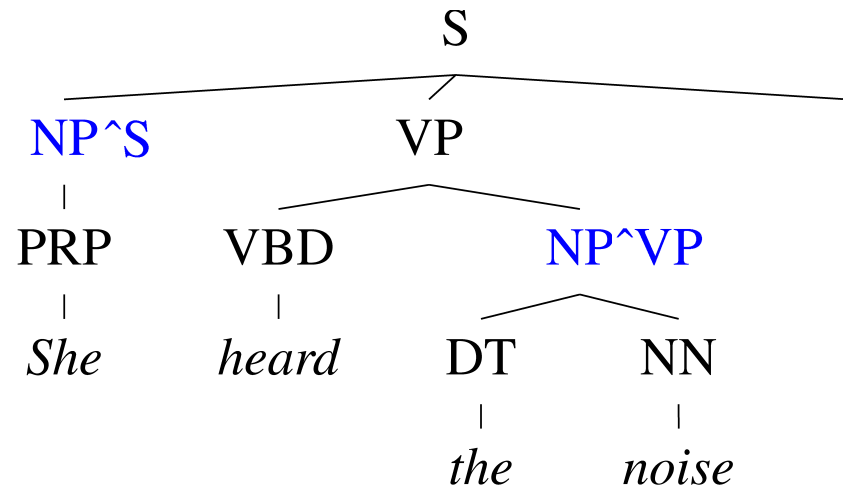 S
NP^S VP
PRP VBD NP^VP
She heard DT NN
the noise